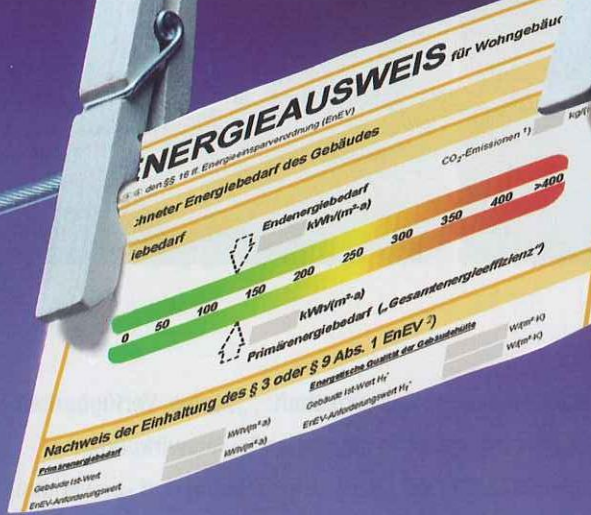 NERGIEAUSWEIS für Wohngebäu
den §§ 16 ff. Energieeinsparverordnung (EnEV)
chneter Energiebedarf des Gebäudes
iebedarf
CO₂-Emissionen ¹) kg/(
Endenergiebedarf
kWh/(m²·a)
0 50 100 150 200 250 300 350 400 >400
kWh/(m²·a)
Primärenergiebedarf („Gesamtenergieeffizienz“)
Nachweis der Einhaltung des § 3 oder § 9 Abs. 1 EnEV ²)
Primärenergiebedarf
Gebäude Ist-Wert kWh/(m²·a)
EnEV-Anforderungswert kWh/(m²·a)
Energetische Qualität der Gebäudehülle
Gebäude Ist-Wert H_T' W/(m²·K)
EnEV-Anforderungswert H_T' W/(m²·K)